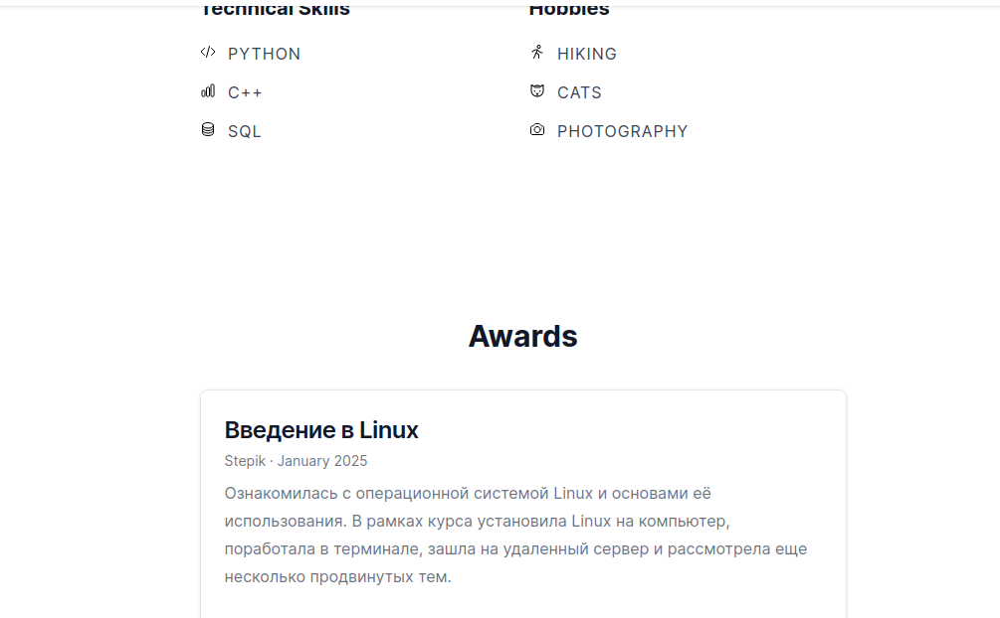 Technical Skills
Hobbies
PYTHON
HIKING
C++
CATS
SQL
PHOTOGRAPHY
Awards
Введение в Linux
Stepik · January 2025
Ознакомилась с операционной системой Linux и основами её
использования. В рамках курса установила Linux на компьютер,
поработала в терминале, зашла на удаленный сервер и рассмотрела еще
несколько продвинутых тем.